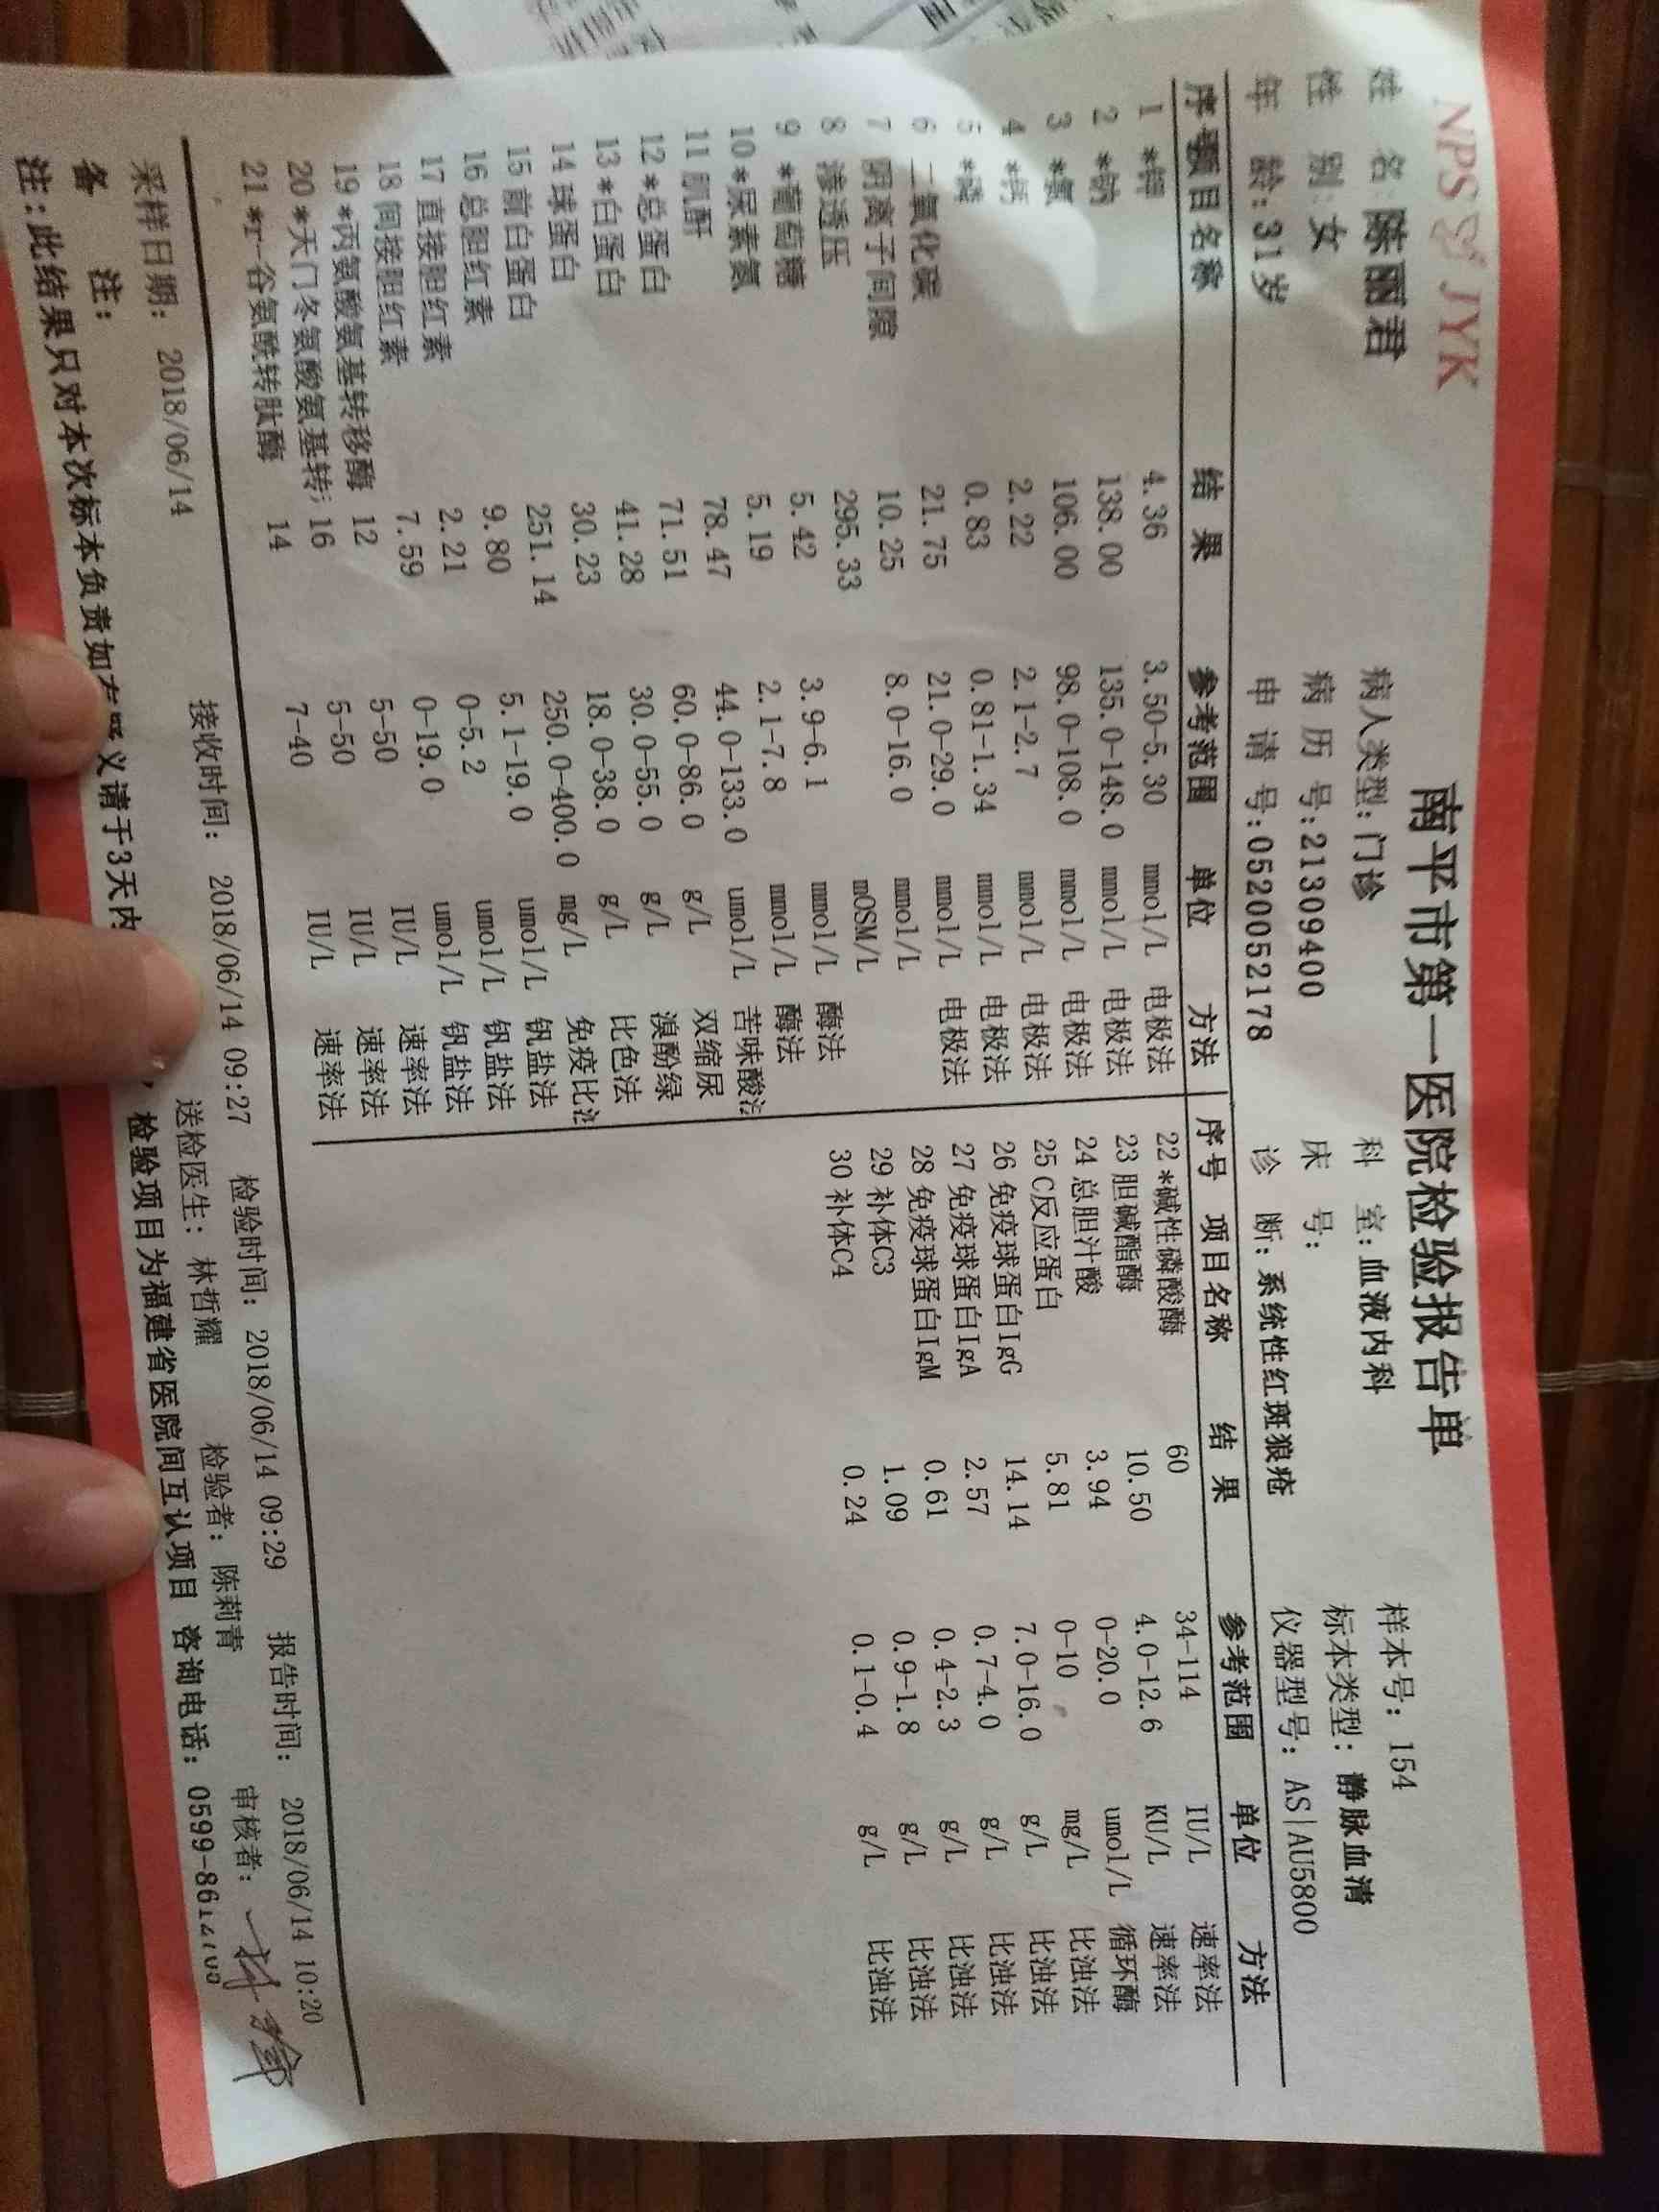 NPS JYK
南平市第一医院检验报告单
姓 名:陈丽君 病人类型:门诊 科 室:血液内科 样本号: 154
性 别:女 病 历 号:21309400 床 号: 标本类型: 静脉血清
年 龄:31岁 申 请 号:0520052178 诊 断:系统性红斑狼疮 仪器型号: AS|AU5800
序号 项目名称 结 果 参考范围 单位 方法 序号 项目名称 结 果 参考范围 单位 方法
1 *钾 4.36 3.50-5.30 mmol/L 电极法 22 *碱性磷酸酶 60 34-114 IU/L 速率法
2 *钠 138.00 135.0-148.0 mmol/L 电极法 23 胆碱酯酶 10.50 4.0-12.6 KU/L 速率法
3 *氯 106.00 98.0-108.0 mmol/L 电极法 24 总胆汁酸 3.94 0-20.0 umol/L 循环酶
4 *钙 2.22 2.1-2.7 mmol/L 电极法 25 C反应蛋白 5.81 0-10 mg/L 比浊法
5 *磷 0.83 0.81-1.34 mmol/L 电极法 26 免疫球蛋白IgG 14.14 7.0-16.0 g/L 比浊法
6 二氧化碳 21.75 21.0-29.0 mmol/L 电极法 27 免疫球蛋白IgA 2.57 0.7-4.0 g/L 比浊法
7 阴离子间隙 10.25 8.0-16.0 mmol/L 28 免疫球蛋白IgM 0.61 0.4-2.3 g/L 比浊法
8 渗透压 295.33 mOSM/L 29 补体C3 1.09 0.9-1.8 g/L 比浊法
9 *葡萄糖 5.42 3.9-6.1 mmol/L 酶法 30 补体C4 0.24 0.1-0.4 g/L 比浊法
10 *尿素氮 5.19 2.1-7.8 mmol/L 酶法
11 肌酐 78.47 44.0-133.0 umol/L 苦味酸法
12 *总蛋白 71.51 60.0-86.0 g/L 双缩尿
13 *白蛋白 41.28 30.0-55.0 g/L 溴酚绿
14 球蛋白 30.23 18.0-38.0 g/L 比色法
15 前白蛋白 251.14 250.0-400.0 mg/L 免疫比浊
16 总胆红素 9.80 5.1-19.0 umol/L 钒盐法
17 直接胆红素 2.21 0-5.2 umol/L 钒盐法
18 间接胆红素 7.59 0-19.0 umol/L 钒盐法
19 *丙氨酸氨基转移酶 12 5-50 IU/L 速率法
20 *天门冬氨酸氨基转 16 5-50 IU/L 速率法
21 *r-谷氨酰转肽酶 14 7-40 IU/L 速率法
采样日期: 2018/06/14 接收时间: 2018/06/14 09:27 检验时间: 2018/06/14 09:29 报告时间: 2018/06/14 10:20
备 注: 送检医生: 林哲耀 检验者: 陈莉青 审核者:
注:此结果只对本次标本负责如有异义请于3天内 检验项目为福建省医院间互认项目 咨询电话: 0599-861